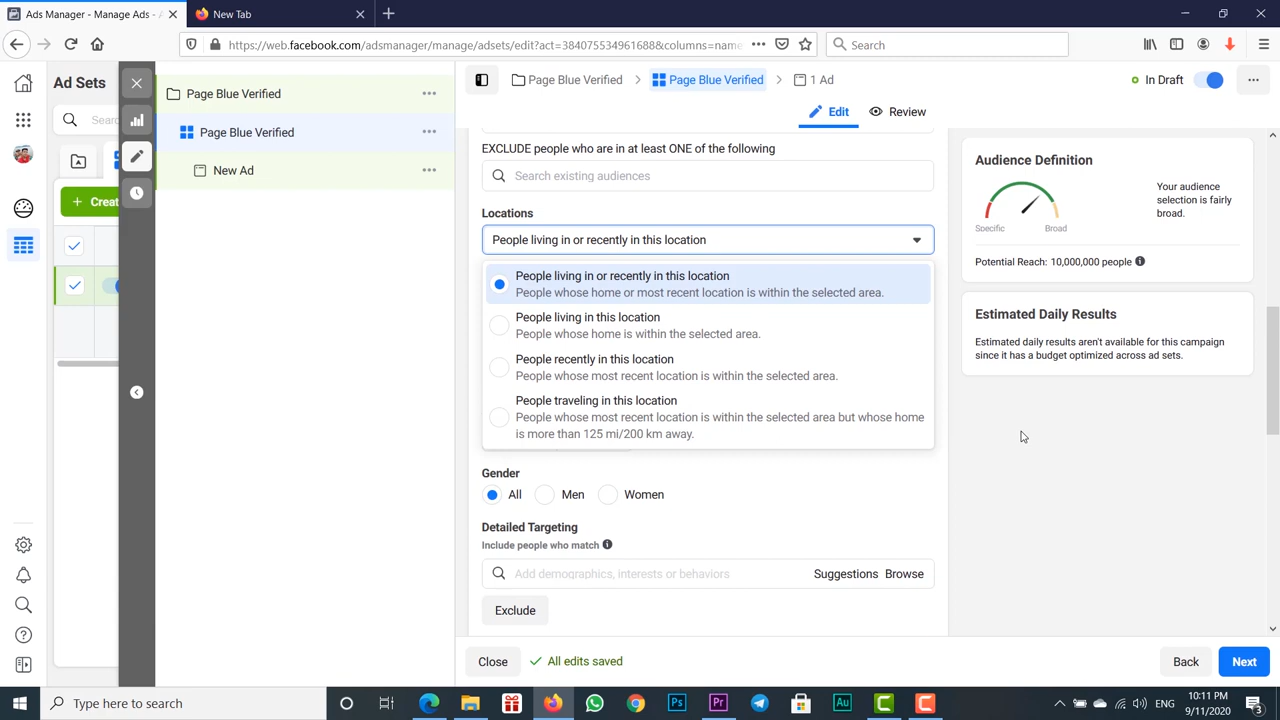 Ads Manager - Manage Ads - A
New Tab
https://web.facebook.com/adsmanager/manage/adsets/edit?act=384075534961688&columns=name
Search
Ad Sets
Page Blue Verified
Page Blue Verified
1 Ad
In Draft
Page Blue Verified
Searc
Edit
Review
Page Blue Verified
EXCLUDE people who are in at least ONE of the following
Audience Definition
New Ad
Search existing audiences
Your audience
selection is fairly
broad.
Specific
Broad
Creat
Locations
People living in or recently in this location
Potential Reach: 10,000,000 people
People living in or recently in this location
People whose home or most recent location is within the selected area.
Estimated Daily Results
People living in this location
People whose home is within the selected area.
Estimated daily results aren't available for this campaign
since it has a budget optimized across ad sets.
People recently in this location
People whose most recent location is within the selected area.
People traveling in this location
People whose most recent location is within the selected area but whose home
is more than 125 mi/200 km away.
Gender
All
Men
Women
Detailed Targeting
Include people who match
Add demographics, interests or behaviors
Suggestions
Browse
Exclude
Close
All edits saved
Back
Next
Type here to search
ENG
10:11 PM
9/11/2020
3